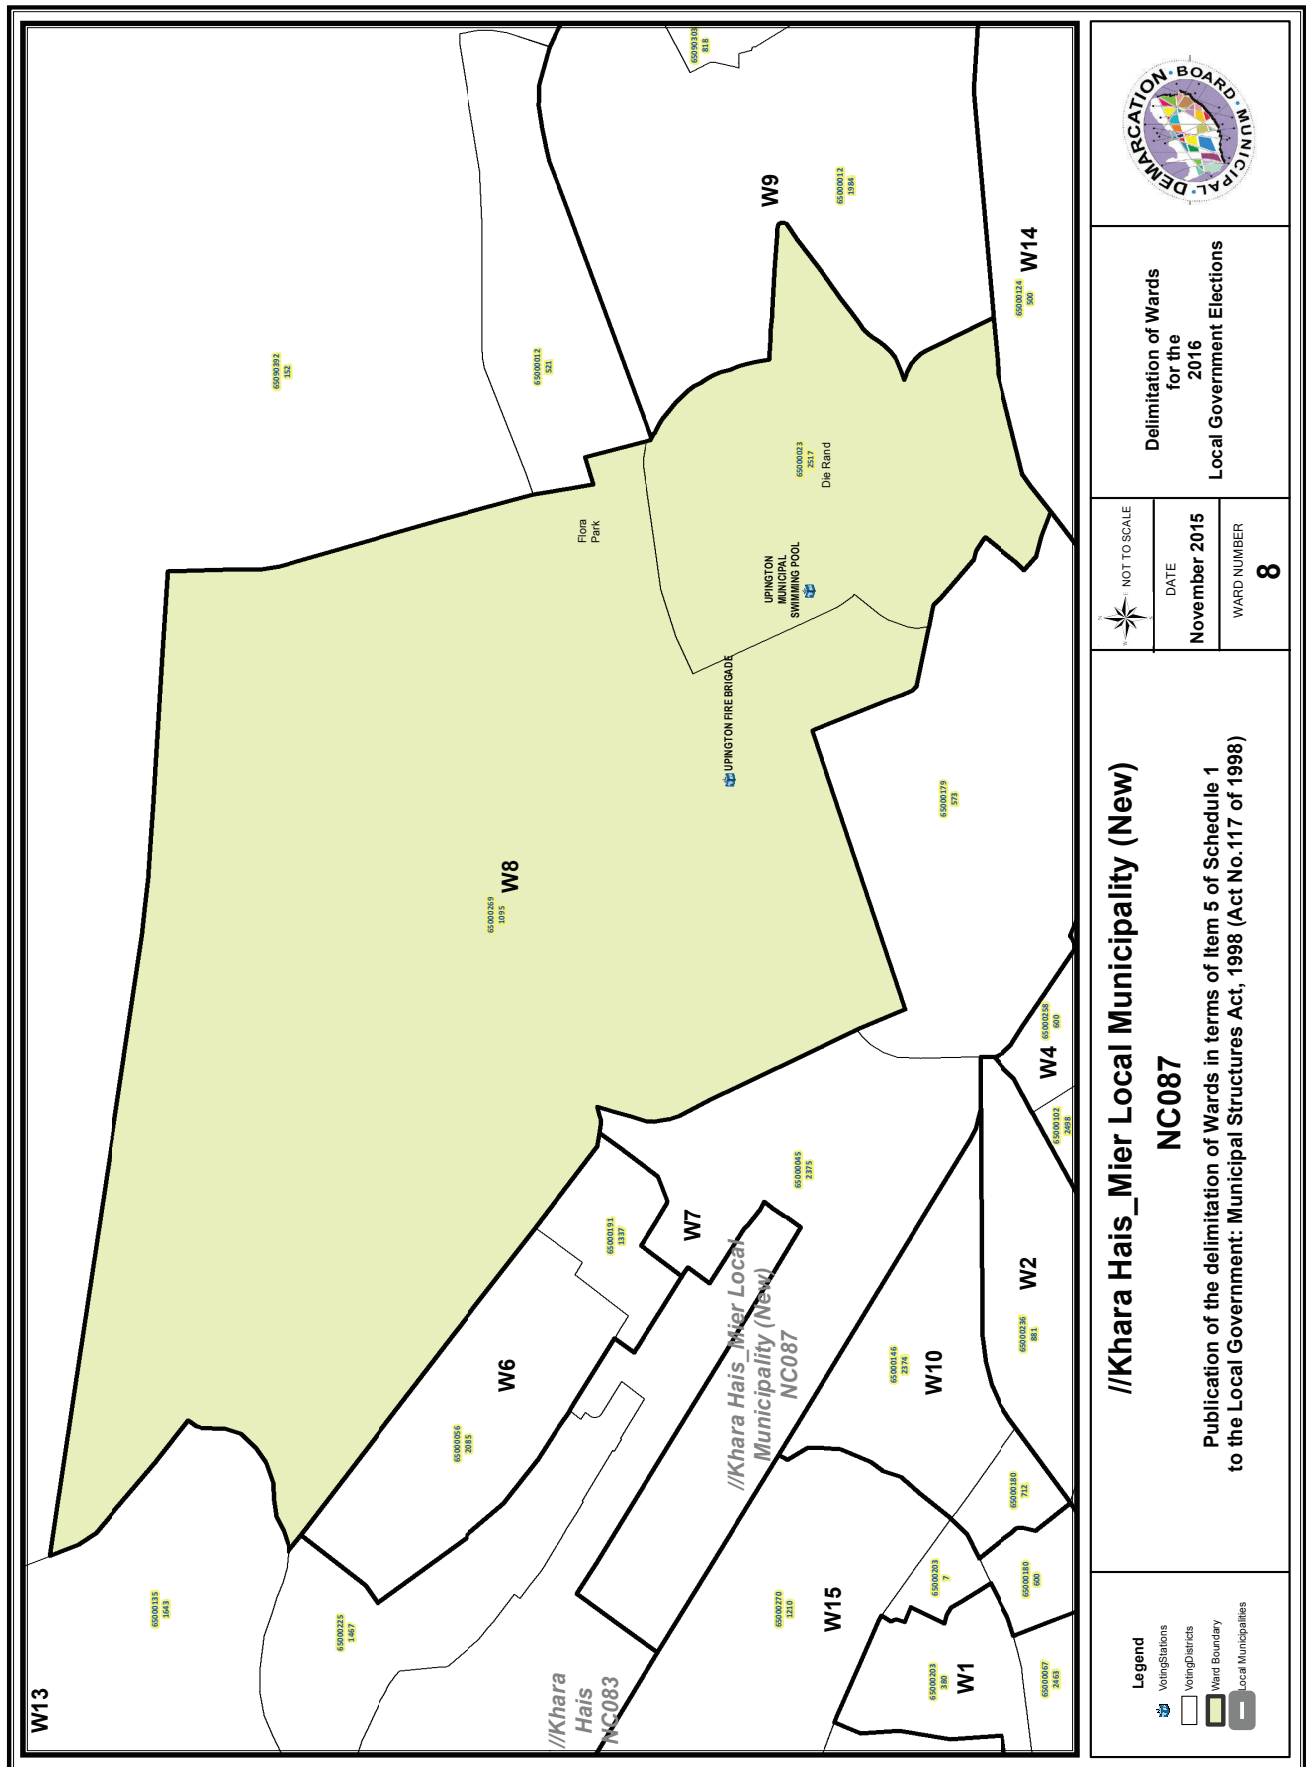 W13
65090392
152
65090303
818
65000012
521
65000012
1984
W9
W14
65000124
500
Flora
Park
65000023
2517
Die Rand
UPINGTON
MUNICIPAL
SWIMMING POOL
UPINGTON FIRE BRIGADE
65000269
1095
W8
65000179
573
W4
65000258
600
65000102
2498
65000045
2375
65000191
1337
W7
W6
65000056
2085
//Khara Hais_Mier Local
Municipality (New)
NC087
W2
65000236
881
65000146
2374
W10
65000180
712
65000180
600
65000203
7
65000270
1210
W15
65000203
380
W1
65000067
2463
65000135
1643
65000225
1467
//Khara
Hais
NC083
Legend
VotingStations
VotingDistricts
Ward Boundary
Local Municipalities
//Khara Hais_Mier Local Municipality (New)
NC087
Publication of the delimitation of Wards in terms of Item 5 of Schedule 1
to the Local Government: Municipal Structures Act, 1998 (Act No.117 of 1998)
N
W
E
S
NOT TO SCALE
DATE
November 2015
WARD NUMBER
8
Delimitation of Wards
for the
2016
Local Government Elections
MUNICIPAL • DEMARCATION • BOARD •